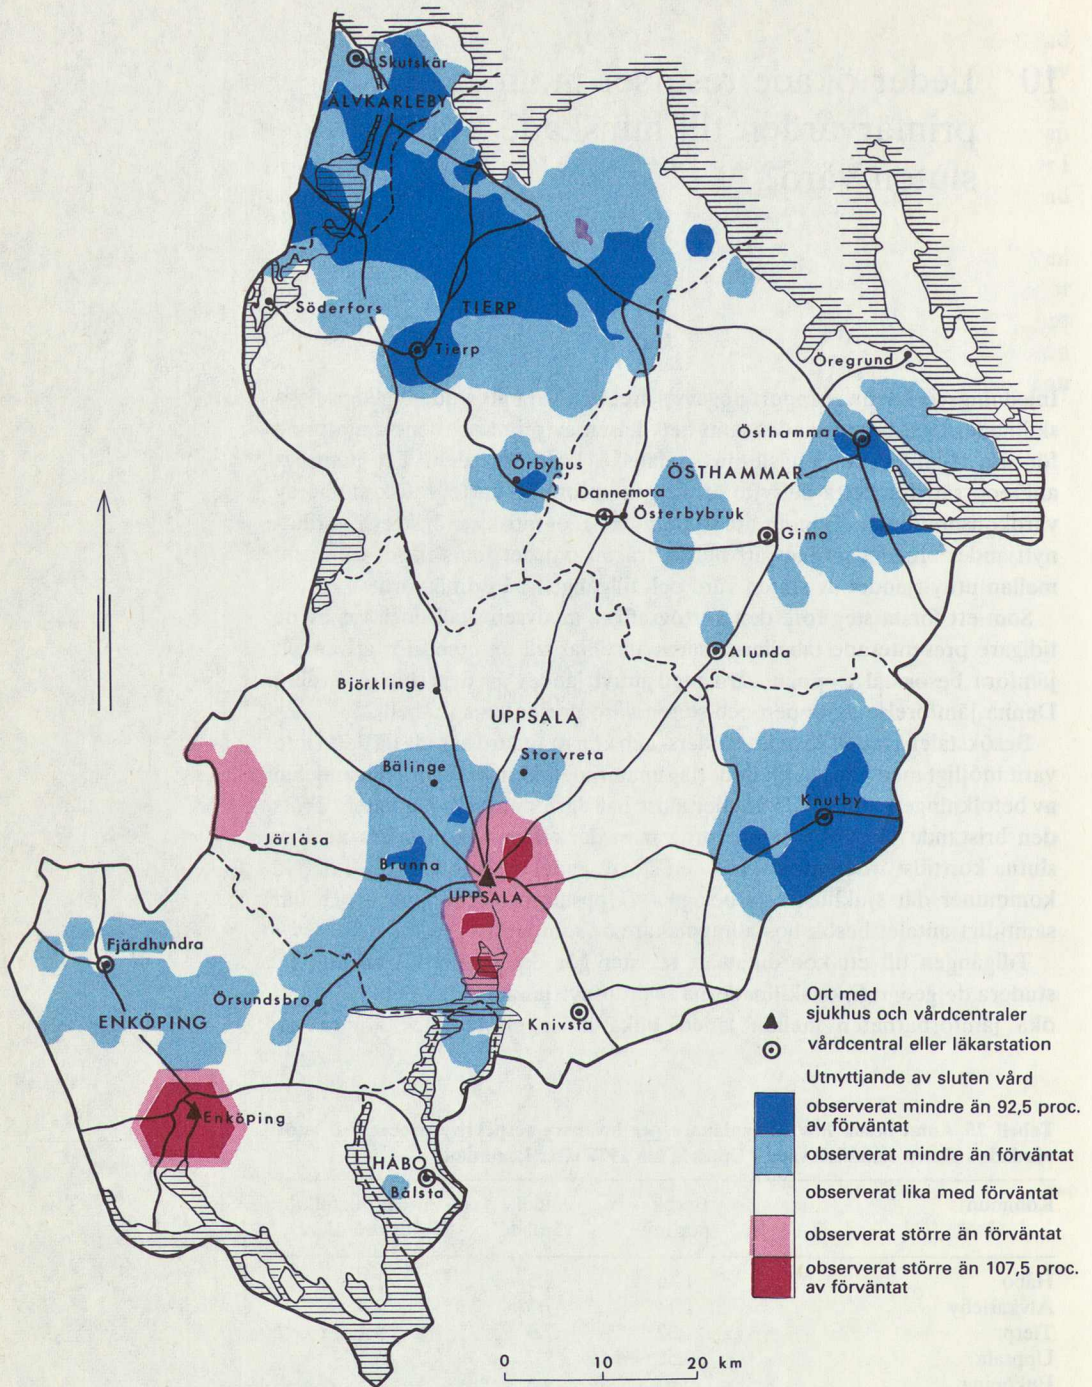 Skutskär
ÄLVKARLEBY
Söderfors
TIERP
Tierp
Öregrund
Östhammar
Örbyhus
ÖSTHAMMAR
Dannemora
Österbybruk
Gimo
Alunda
Björklinge
UPPSALA
Storvreta
Bälinge
Knutby
Järlåsa
Brunna
UPPSALA
Fjärdhundra
Örsundsbro
ENKÖPING
Knivsta
Enköping
HÅBO
Bålsta
Ort med
sjukhus och vårdcentraler
vårdcentral eller läkarstation
Utnyttjande av sluten vård
observerat mindre än 92,5 proc.
av förväntat
observerat mindre än förväntat
observerat lika med förväntat
observerat större än förväntat
observerat större än 107,5 proc.
av förväntat
0 10 20 km